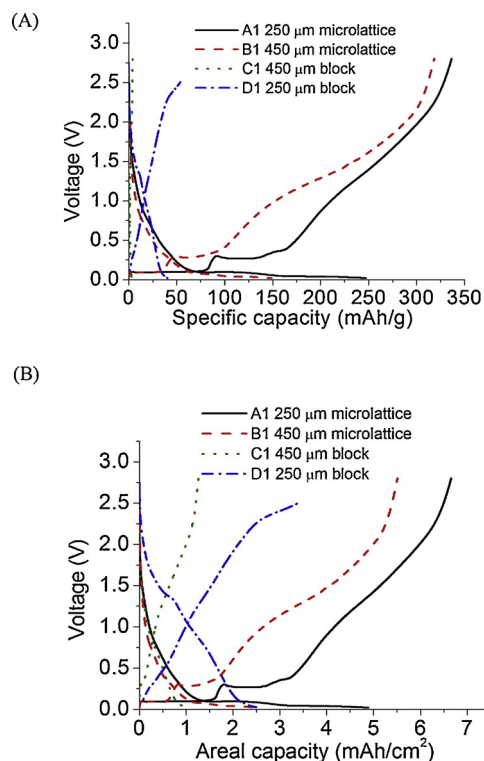 (A)
A1 250 μm microlattice
B1 450 μm microlattice
C1 450 μm block
D1 250 μm block
3.0
2.5
2.0
1.5
1.0
0.5
0.0
Voltage (V)
0 50 100 150 200 250 300 350
Specific capacity (mAh/g)
(B)
A1 250 μm microlattice
B1 450 μm microlattice
C1 450 μm block
D1 250 μm block
3.0
2.5
2.0
1.5
1.0
0.5
0.0
Voltage (V)
0 1 2 3 4 5 6 7
Areal capacity (mAh/cm²)